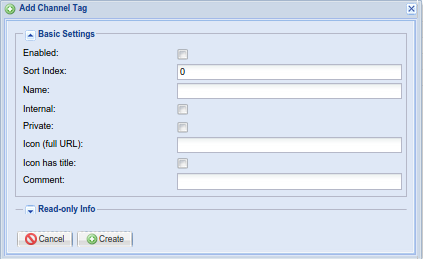 Add Channel Tag
Basic Settings
Enabled:
Sort Index: 0
Name:
Internal:
Private:
Icon (full URL):
Icon has title:
Comment:
Read-only Info
Cancel Create